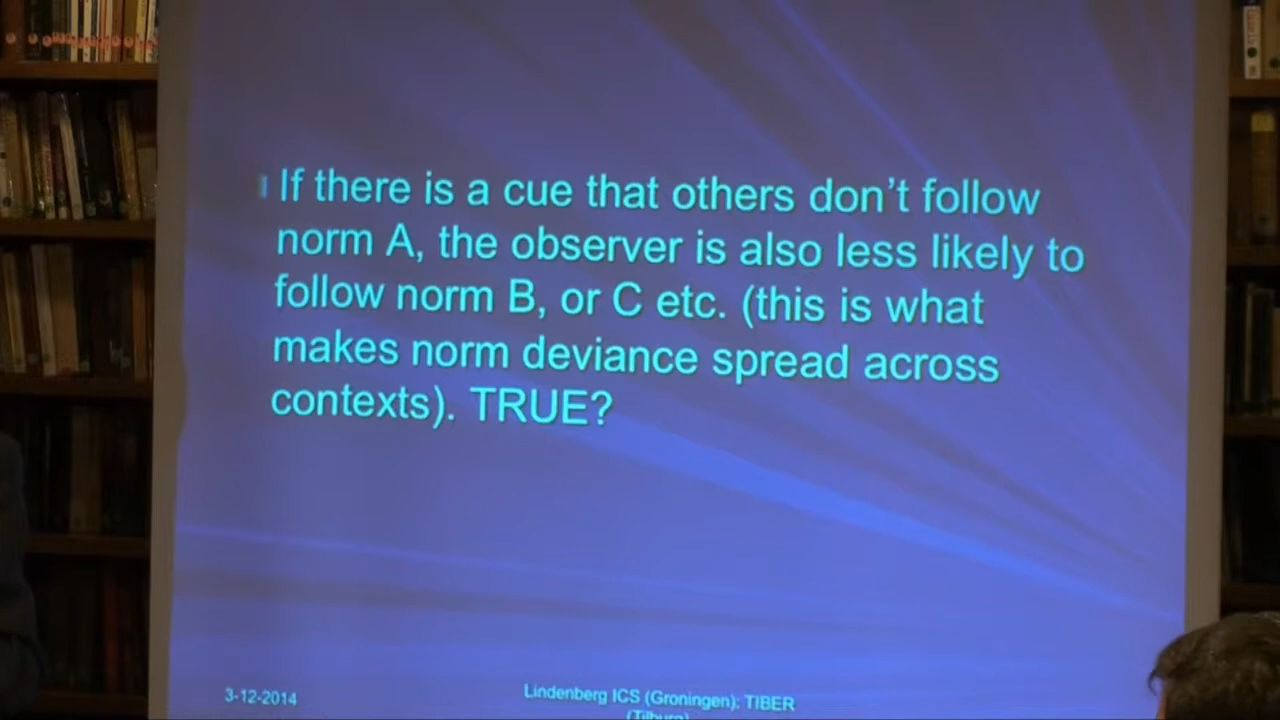 If there is a cue that others don't follow
norm A, the observer is also less likely to
follow norm B, or C etc. (this is what
makes norm deviance spread across
contexts). TRUE?
3-12-2014
Lindenberg ICS (Groningen); TIBER
(Tilburg)